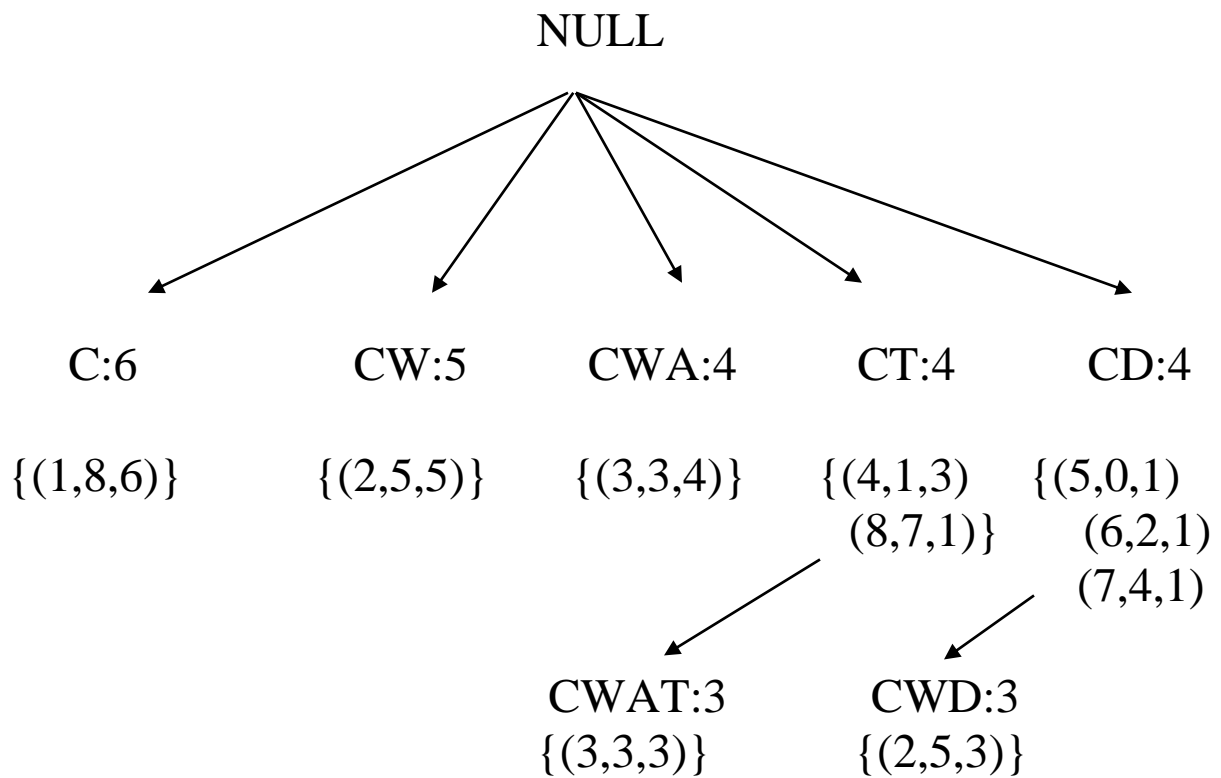 NULL
C:6 CW:5 CWA:4 CT:4 CD:4
{(1,8,6)} {(2,5,5)} {(3,3,4)} {(4,1,3) {(5,0,1)
(8,7,1)} (6,2,1)
(7,4,1)
CWAT:3 CWD:3
{(3,3,3)} {(2,5,3)}